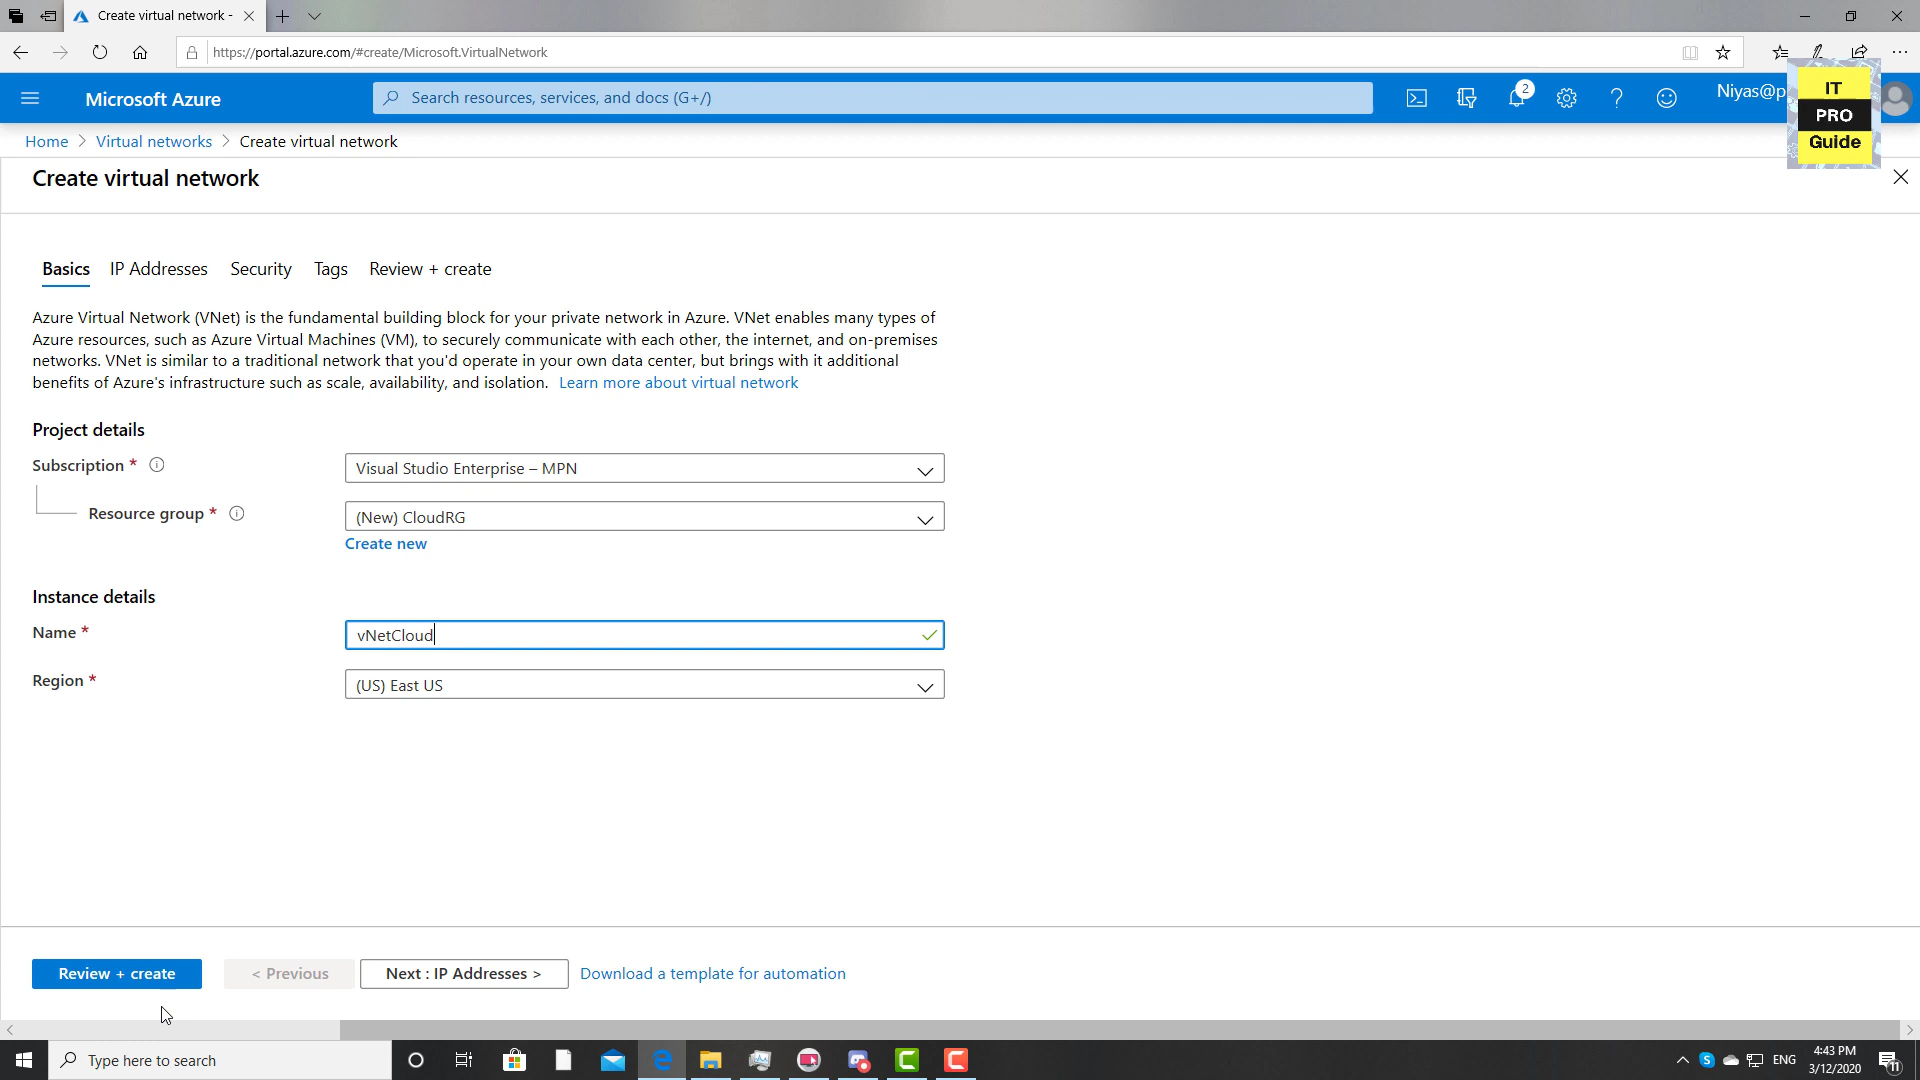 Create virtual network -
https://portal.azure.com/#create/Microsoft.VirtualNetwork
Microsoft Azure
Search resources, services, and docs (G+/)
2
Niyas@p
IT
PRO
Guide
Home > Virtual networks > Create virtual network
Create virtual network
Basics
IP Addresses
Security
Tags
Review + create
Azure Virtual Network (VNet) is the fundamental building block for your private network in Azure. VNet enables many types of
Azure resources, such as Azure Virtual Machines (VM), to securely communicate with each other, the internet, and on-premises
networks. VNet is similar to a traditional network that you'd operate in your own data center, but brings with it additional
benefits of Azure's infrastructure such as scale, availability, and isolation. Learn more about virtual network
Project details
Subscription *
Visual Studio Enterprise – MPN
Resource group *
(New) CloudRG
Create new
Instance details
Name *
vNetCloud
Region *
(US) East US
Review + create
< Previous
Next : IP Addresses >
Download a template for automation
Type here to search
ENG
4:43 PM
3/12/2020
11